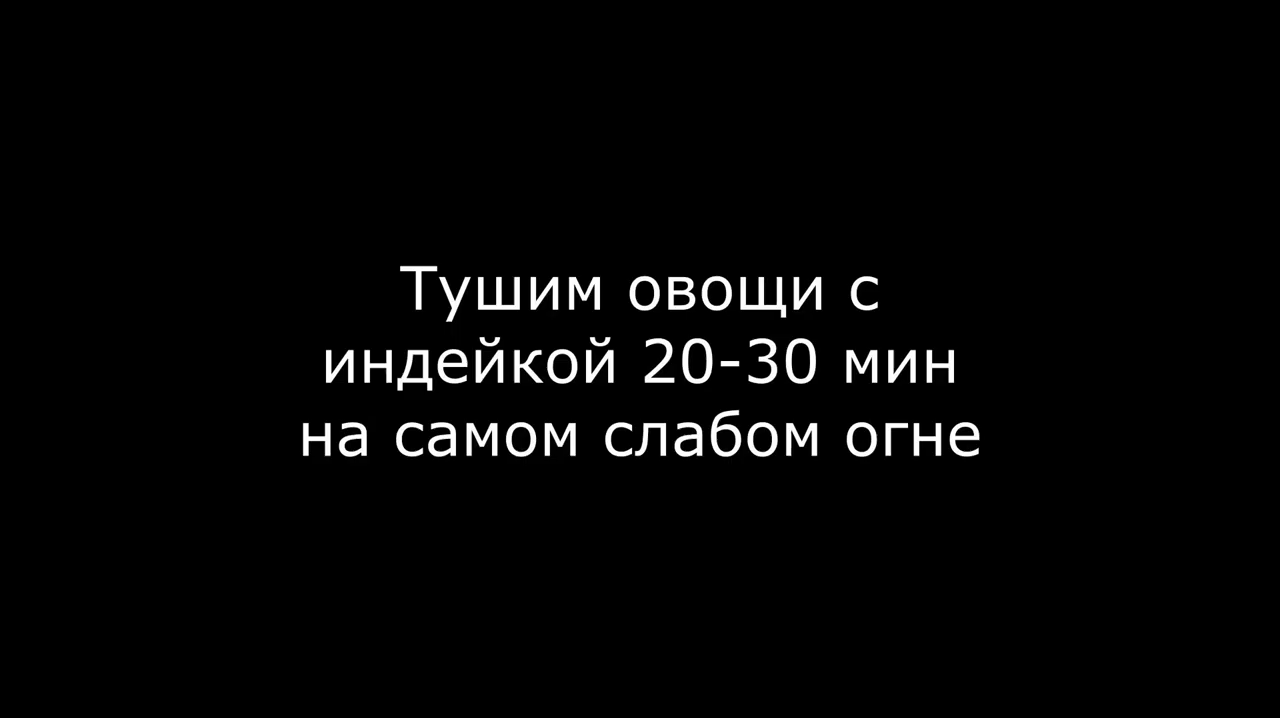 Тушим овощи с
индейкой 20-30 мин
на самом слабом огне